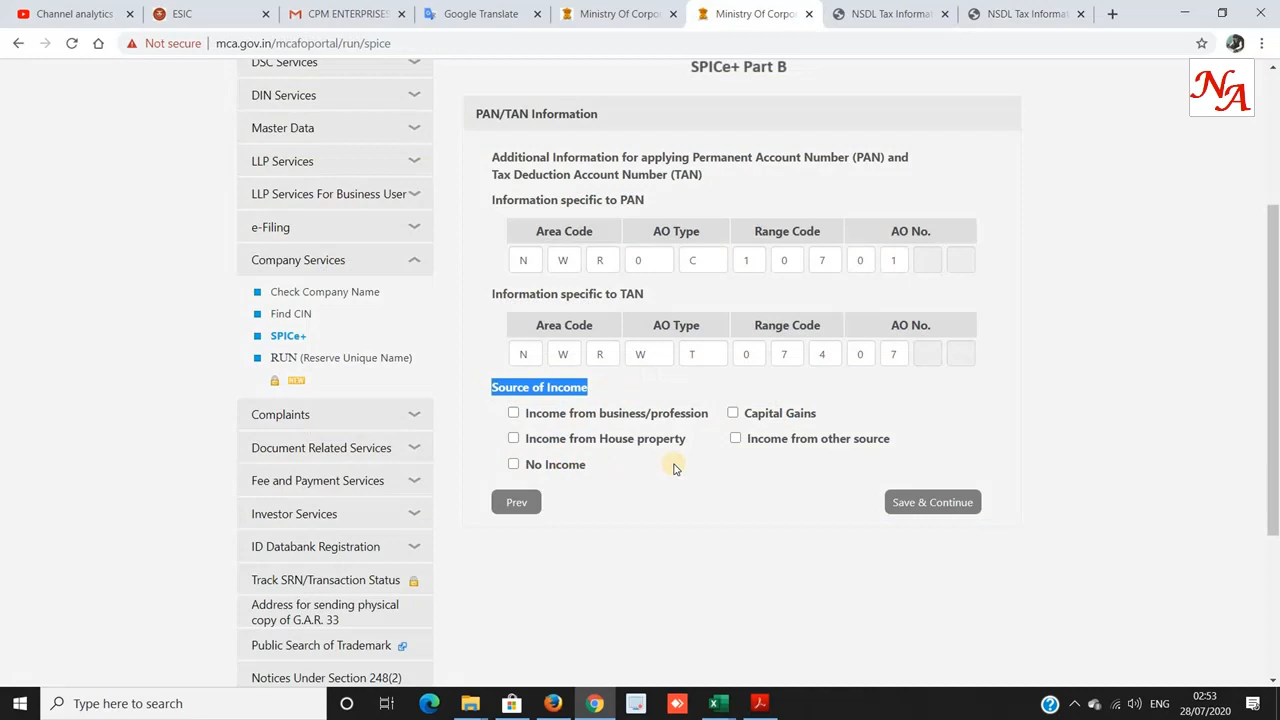 Channel analytics
ESIC
CPM ENTERPRISES
Google Translate
Ministry Of Corpor
Ministry Of Corpor
NSDL Tax Informat
NSDL Tax Informat
Not secure
mca.gov.in/mcafoportal/run/spice
NA
DSC Services
DIN Services
Master Data
LLP Services
LLP Services For Business User
e-Filing
Company Services
Check Company Name
Find CIN
SPICe+
RUN (Reserve Unique Name)
NEW
Complaints
Document Related Services
Fee and Payment Services
Investor Services
ID Databank Registration
Track SRN/Transaction Status
Address for sending physical
copy of G.A.R. 33
Public Search of Trademark
Notices Under Section 248(2)
SPICe+ Part B
PAN/TAN Information
Additional Information for applying Permanent Account Number (PAN) and
Tax Deduction Account Number (TAN)
Information specific to PAN
Area Code AO Type Range Code AO No.
N W R 0 C 1 0 7 0 1
Information specific to TAN
Area Code AO Type Range Code AO No.
N W R W T 0 7 4 0 7
Source of Income
Income from business/profession Capital Gains
Income from House property Income from other source
No Income
Prev Save & Continue
Type here to search
ENG
02:53
28/07/2020